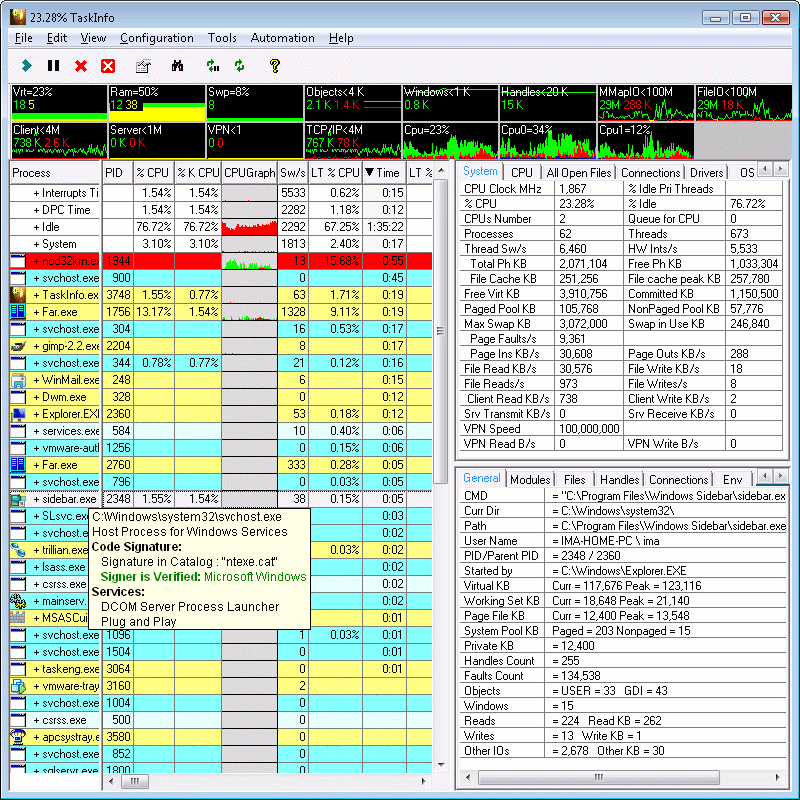 23.28% TaskInfo
File Edit View Configuration Tools Automation Help
Vrt=23% Ram=50% Swp=8% Objects<4 K Windows<1 K Handles<20 K MMapIO<100M FileIO<100M
18 5 12 38 2.1 K 1.4 K 0.8 K 15 K 29M 288 K 29M 18 K
Client<4M Server<1M VPN<1 TCP/IP<4M Cpu=23% Cpu0=34% Cpu1=12%
738 K 2.6 K 0 K 0 K 0 0 767 K 78 K
Process PID % CPU % K CPU CPUGraph Sw/s LT % CPU ▼Time LT %
+ Interrupts Ti 1.54% 1.54% 5533 0.62% 0:15
+ DPC Time 1.54% 1.54% 2282 1.18% 0:12
+ Idle 76.72% 76.72% 2292 67.25% 1:35:22
+ System 3.10% 3.10% 1813 2.40% 0:17
+ nod32krn.ex 1944 13 15.68% 0:55
+ svchost.exe 900 0 0:45
+ TaskInfo.ex 3748 1.55% 0.77% 63 1.71% 0:19
+ Far.exe 1756 13.17% 1.54% 1328 9.11% 0:19
+ svchost.exe 304 16 0.53% 0:17
+ gimp-2.2.ex 2204 8 0:17
+ svchost.exe 344 0.78% 0.77% 21 0.12% 0:16
+ WinMail.exe 248 6 0:15
+ Dwm.exe 328 0 0:12
+ Explorer.EXI 2360 53 0.18% 0:12
+ services.exe 584 10 0.40% 0:06
+ vmware-autl 1256 0 0.15% 0:06
+ Far.exe 2760 333 0.28% 0:05
+ svchost.exe 796 0 0.03% 0:05
+ sidebar.exe 2348 1.55% 1.54% 38 0.15% 0:05
+ SLsvc.exe 0:03
+ svchost.exe 0:02
+ trillian.exe 0.03% 0:02
+ lsass.exe 0:02
+ csrss.exe 0:02
+ mainserv. 0:02
+ MSASCui 0:01
+ svchost.exe 1096 1 0.03% 0:01
+ svchost.exe 1504 0 0:01
+ taskeng.exe 3064 0 0:01
+ vmware-tray 3160 2
+ svchost.exe 1004 0
+ csrss.exe 500 0
+ apcsystray.e 3580 0
+ svchost.exe 852 0
+ sqlservr.exe 1800 0
C:\Windows\system32\svchost.exe
Host Process for Windows Services
Code Signature:
Signature in Catalog : "ntexe.cat"
Signer is Verified: Microsoft Windows
Services:
DCOM Server Process Launcher
Plug and Play
System CPU All Open Files Connections Drivers OS
CPU Clock MHz 1,867 % Idle Pri Threads
% CPU 23.28% % Idle 76.72%
CPUs Number 2 Queue for CPU 0
Processes 62 Threads 673
Thread Sw/s 6,460 HW Ints/s 5,533
Total Ph KB 2,071,104 Free Ph KB 1,033,304
File Cache KB 251,256 File cache peak KB 257,780
Free Virt KB 3,910,756 Committed KB 1,150,500
Paged Pool KB 105,768 NonPaged Pool KB 57,776
Max Swap KB 3,072,000 Swap in Use KB 246,840
Page Faults/s 9,361
Page Ins KB/s 30,608 Page Outs KB/s 288
File Read KB/s 30,576 File Write KB/s 18
File Reads/s 973 File Writes/s 8
Client Read KB/s 738 Client Write KB/s 2
Srv Transmit KB/s 0 Srv Receive KB/s 0
VPN Speed 100,000,000
VPN Read B/s 0 VPN Write B/s 0
General Modules Files Handles Connections Env
CMD = "C:\Program Files\Windows Sidebar\sidebar.ex
Curr Dir = C:\Windows\system32\
Path = C:\Program Files\Windows Sidebar\sidebar.ex
User Name = IMA-HOME-PC \ ima
PID/Parent PID = 2348 / 2360
Started by = C:\Windows\Explorer.EXE
Virtual KB Curr = 117,676 Peak = 123,116
Working Set KB Curr = 18,648 Peak = 21,140
Page File KB Curr = 12,400 Peak = 13,548
System Pool KB Paged = 203 Nonpaged = 15
Private KB = 12,400
Handles Count = 255
Faults Count = 134,538
Objects = USER = 33 GDI = 43
Windows = 15
Reads = 224 Read KB = 262
Writes = 13 Write KB = 1
Other IOs = 2,678 Other KB = 30